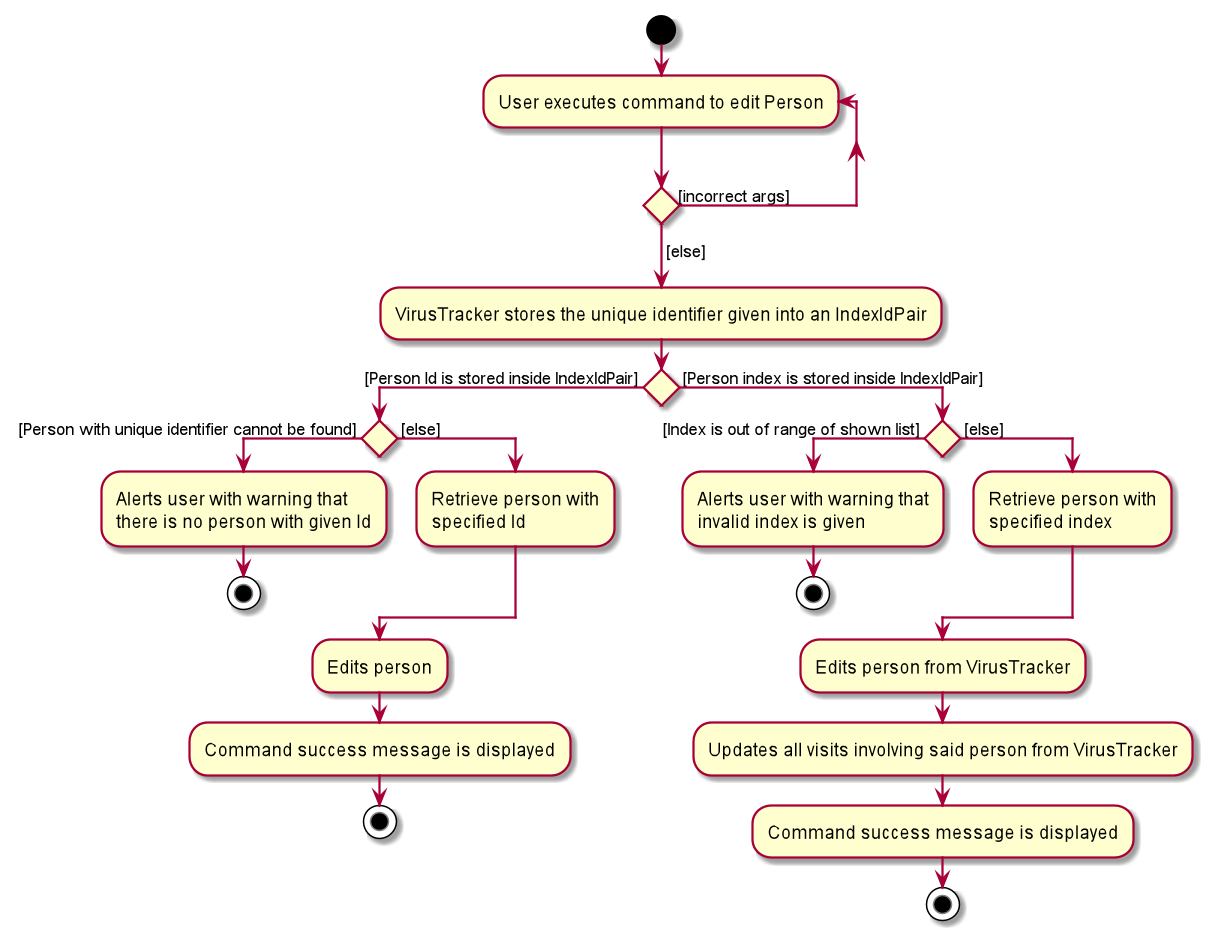 User executes command to edit Person
[incorrect args]
[else]
VirusTracker stores the unique identifier given into an IndexIdPair
[Person Id is stored inside IndexIdPair]
[Person index is stored inside IndexIdPair]
[Person with unique identifier cannot be found]
[else]
[Index is out of range of shown list]
[else]
Alerts user with warning that
there is no person with given Id
Retrieve person with
specified Id
Alerts user with warning that
invalid index is given
Retrieve person with
specified index
Edits person
Edits person from VirusTracker
Command success message is displayed
Updates all visits involving said person from VirusTracker
Command success message is displayed